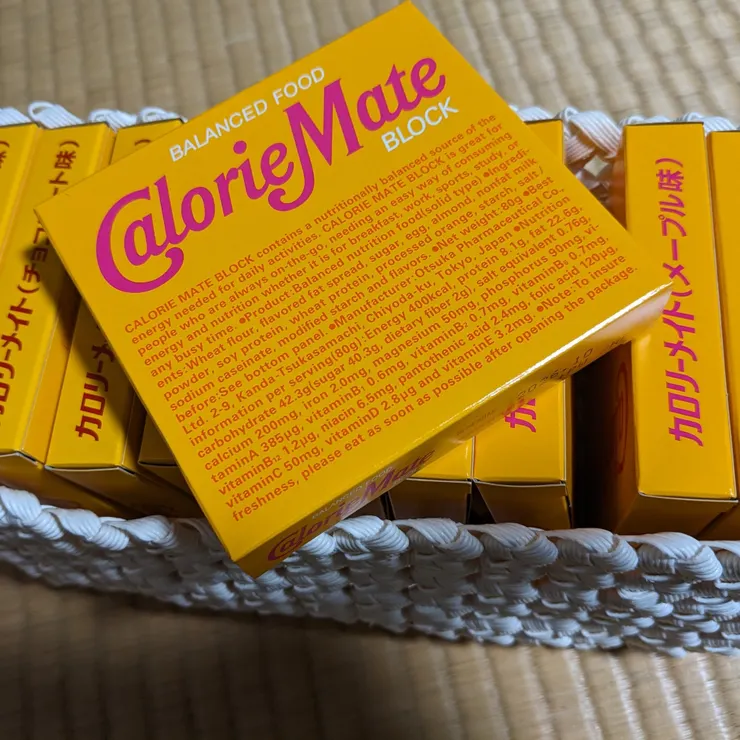 BALANCED FOOD
CalorieMate
BLOCK
CALORIE MATE BLOCK contains a nutritionally balanced source of the
energy needed for daily activities. CALORIE MATE BLOCK is great for
people who are always on-the-go, needing an easy way of consuming
energy and nutrition whether it is for breakfast, work, sports, study, or
any busy time. ●Product:Balanced nutrition food(solid type) ●Ingredi-
ents:Wheat flour, flavored fat spread, sugar, egg, almond, nonfat milk
powder, soy protein, wheat protein, processed orange, starch, salt/
sodium caseinate, modified starch and flavors. ●Net weight:80g ●Best
before:See bottom panel. ●Manufacturer:Otsuka Pharmaceutical Co.,
Ltd. 2-9, Kanda-Tsukasamachi, Chiyoda-ku, Tokyo, Japan ●Nutrition
information per serving(80g):Energy 400kcal, protein 8.1g, fat 22.8g,
carbohydrate 42.3g(sugar 40.3g, dietary fiber 2g), salt equivalent 0.76g,
calcium 200mg, iron 2.0mg, magnesium 50mg, phosphorus 90mg, vi-
taminA 385μg, vitaminB₁ 0.6mg, vitaminB₂ 0.7mg, vitaminB₆ 0.7mg,
vitaminB₁₂ 1.2μg, niacin 6.5mg, pantothenic acid 2.4mg, folic acid 120μg,
vitaminC 50mg, vitaminD 2.8μg and vitaminE 3.2mg. ●Note: To insure
freshness, please eat as soon as possible after opening the package.
CalorieMate
カロリーメイト
カロリーメイト(チョコ
ート味)
カロ
カロリーメイト(メープル味)